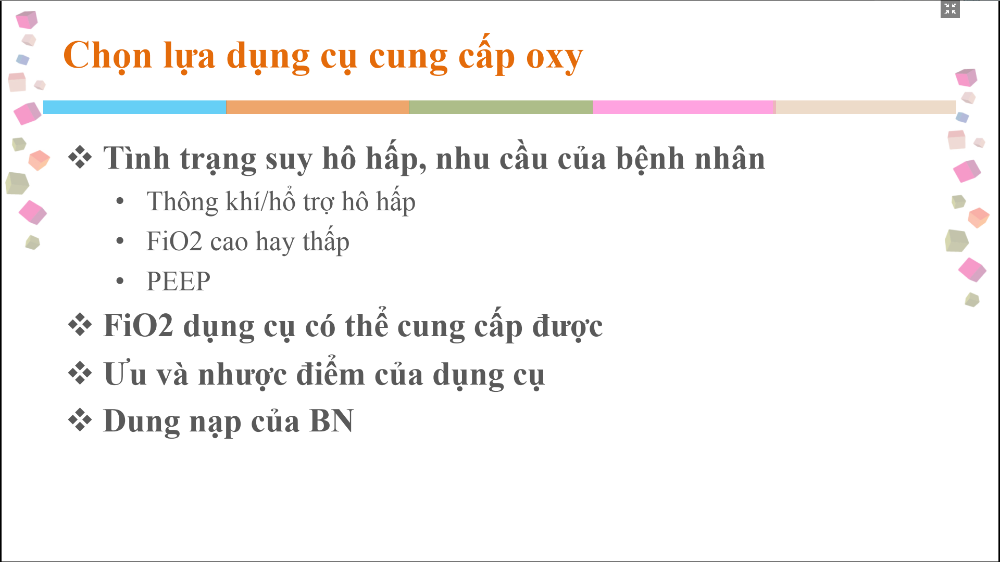 Chọn lựa dụng cụ cung cấp oxy
❖ Tình trạng suy hô hấp, nhu cầu của bệnh nhân
• Thông khí/hổ trợ hô hấp
• FiO2 cao hay thấp
• PEEP
❖ FiO2 dụng cụ có thể cung cấp được
❖ Ưu và nhược điểm của dụng cụ
❖ Dung nạp của BN